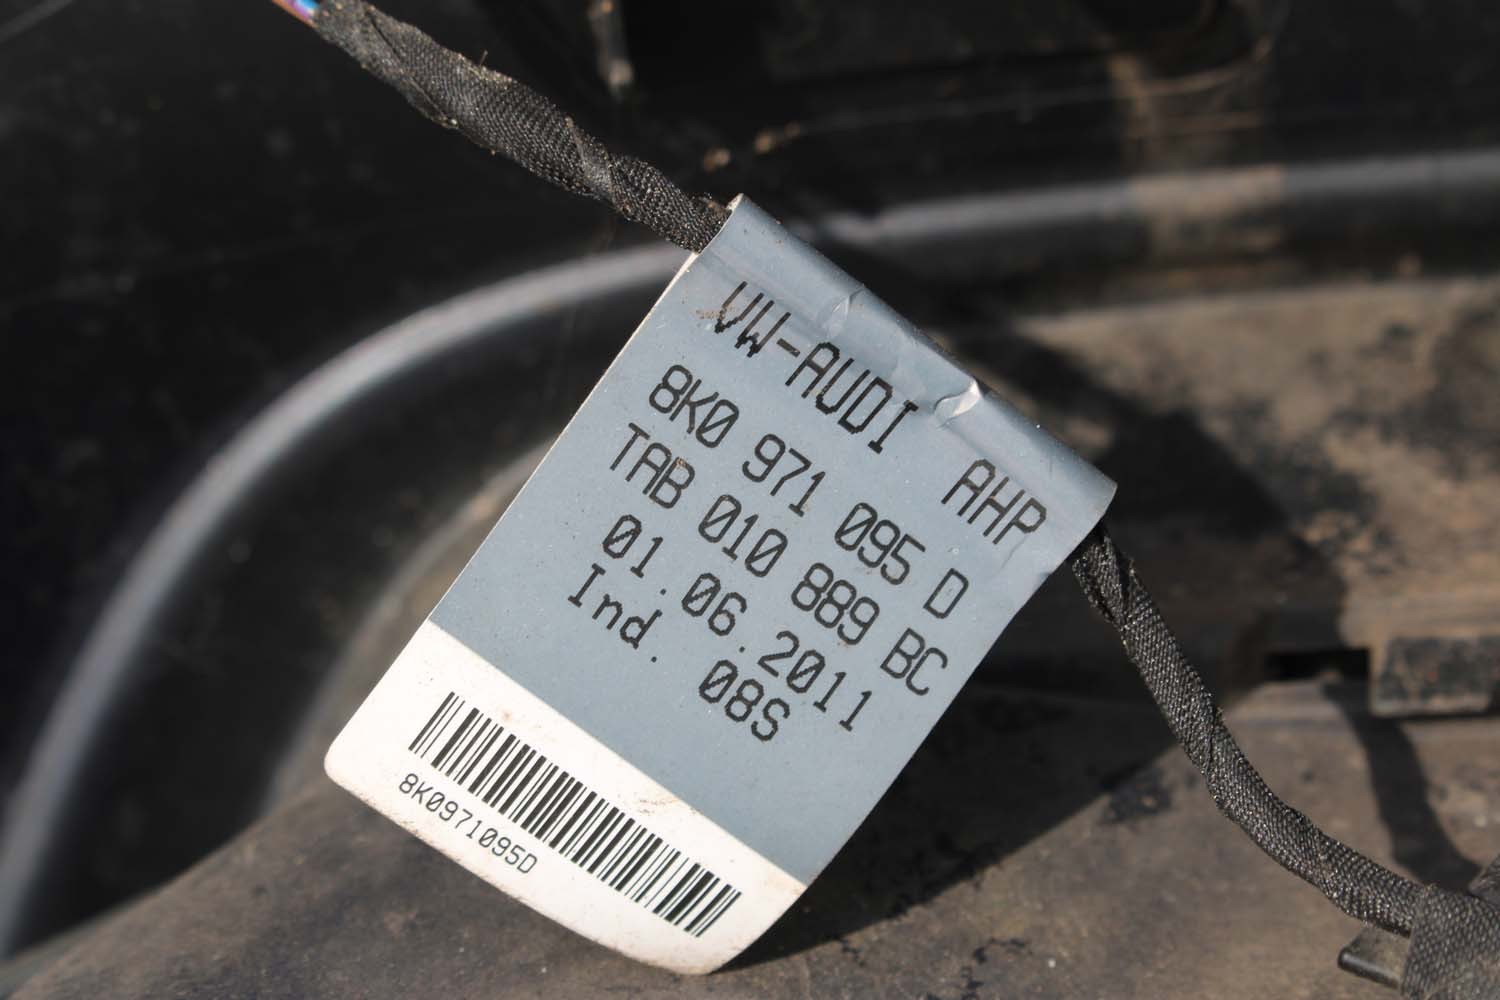 VW-AUDI AHP
8K0 971 095 D
TAB 010 889 BC
01.06.2011
Ind. 08S
8K0971095D